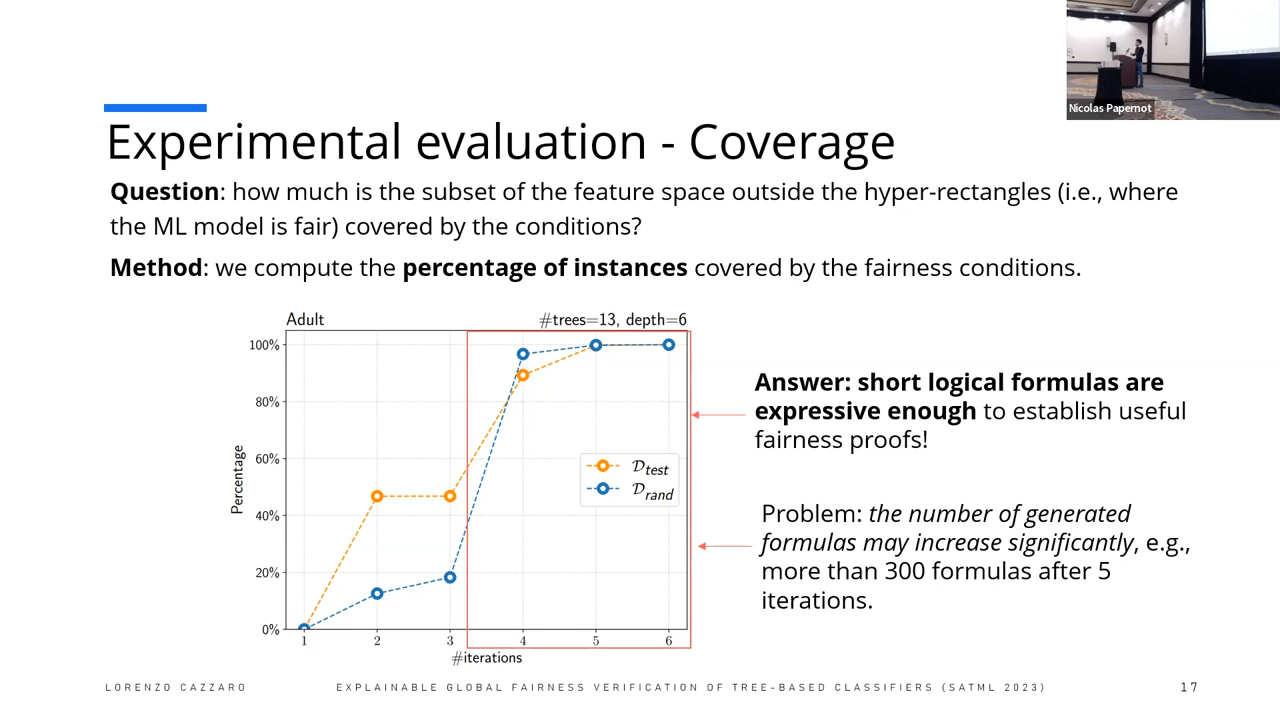 Nicolas Papernot
Experimental evaluation - Coverage
Question: how much is the subset of the feature space outside the hyper-rectangles (i.e., where
the ML model is fair) covered by the conditions?
Method: we compute the percentage of instances covered by the fairness conditions.
Adult
#trees=13, depth=6
100%
80%
60%
40%
20%
0%
Percentage
1 2 3 4 5 6
#iterations
𝒟test
𝒟rand
Answer: short logical formulas are
expressive enough to establish useful
fairness proofs!
Problem: the number of generated
formulas may increase significantly, e.g.,
more than 300 formulas after 5
iterations.
LORENZO CAZZARO
EXPLAINABLE GLOBAL FAIRNESS VERIFICATION OF TREE-BASED CLASSIFIERS (SATML 2023)
17